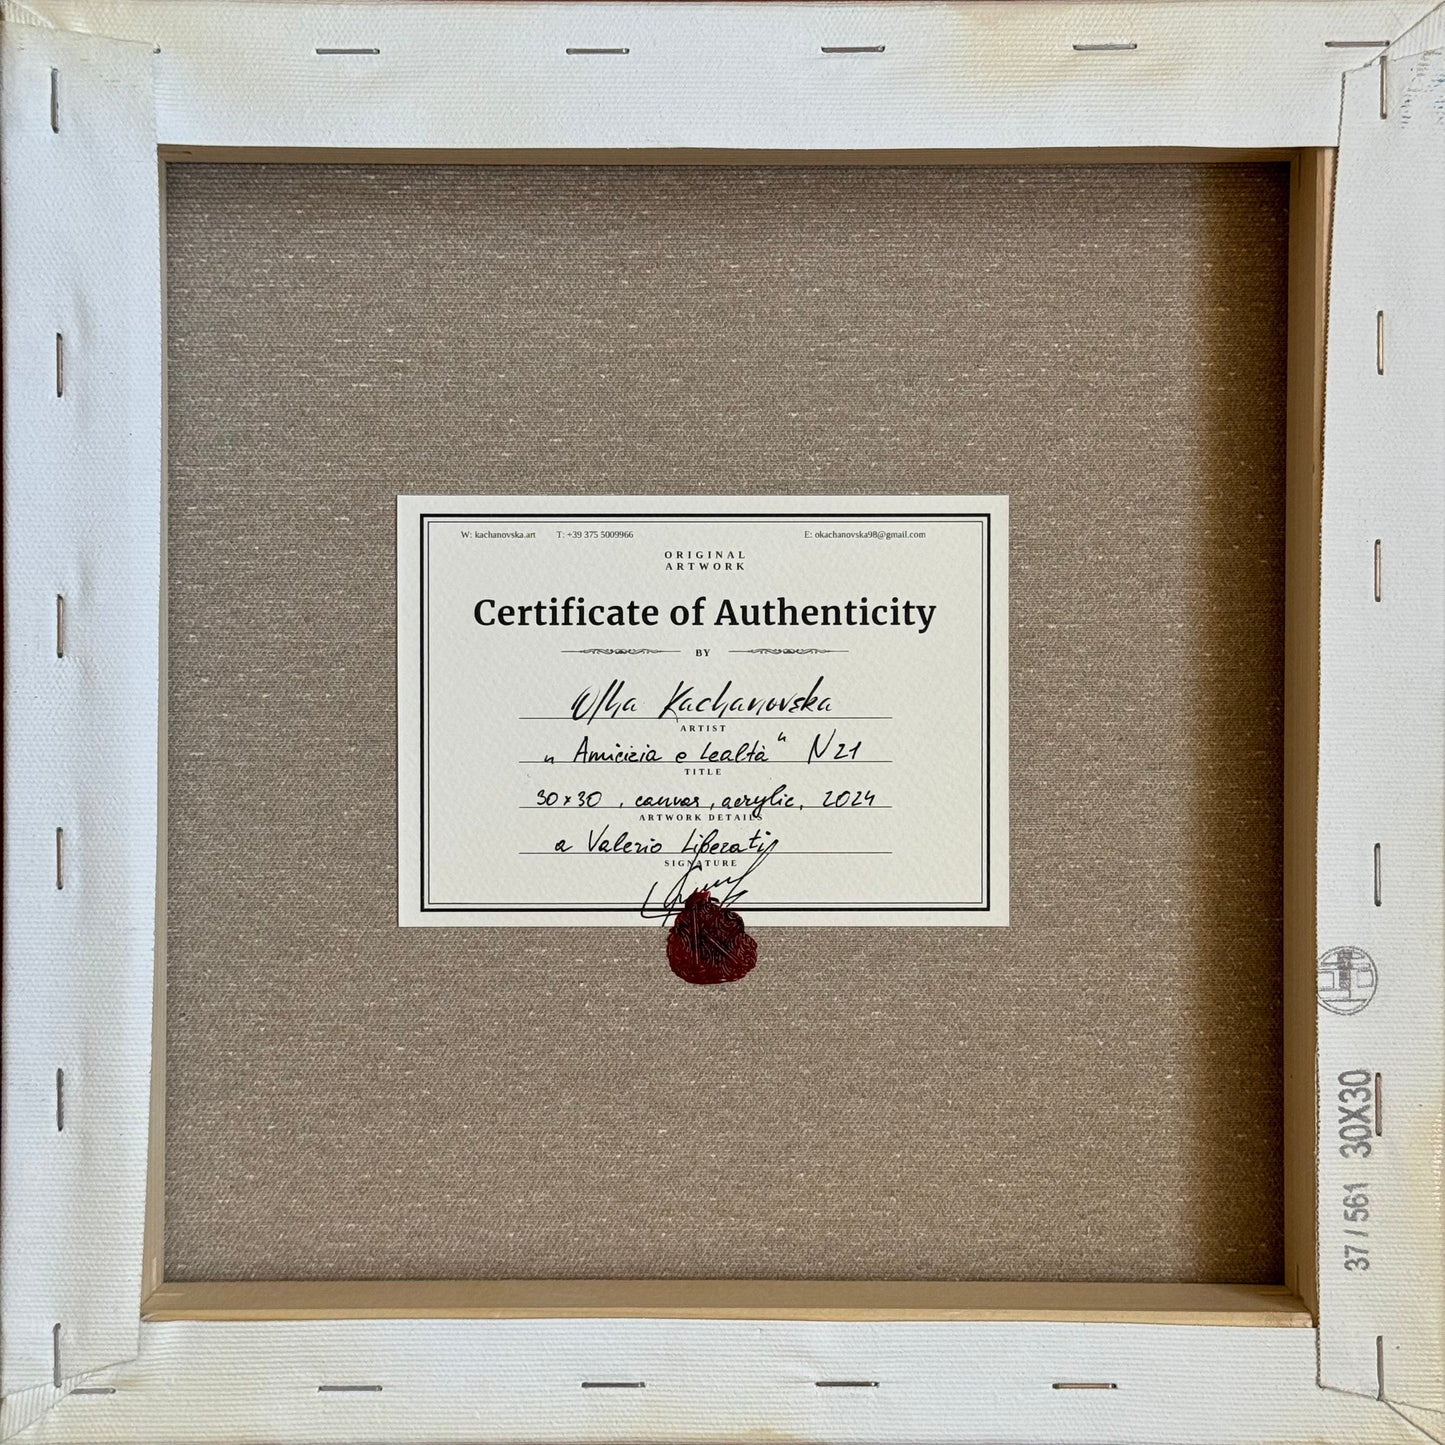 W: kachanovska.art T: +39 375 5009966 E: okachanovska98@gmail.com
ORIGINAL
ARTWORK
Certificate of Authenticity
BY
Olha Kachanovska
ARTIST
„ Amicizia e Lealtà “ N21
TITLE
30x30 , canvas , acrylic, 2024
ARTWORK DETAILS
a Valerio Liberati
SIGNATURE
37 / 561 30X30